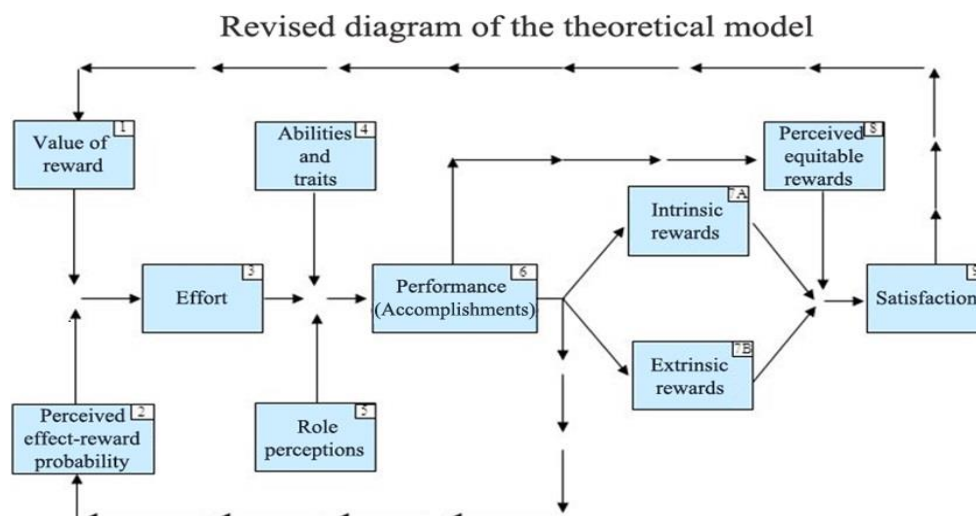 Revised diagram of the theoretical model
1
Value of
reward
4
Abilities
and
traits
8
Perceived
equitable
rewards
7A
Intrinsic
rewards
3
Effort
6
Performance
(Accomplishments)
9
Satisfaction
7B
Extrinsic
rewards
2
Perceived
effect-reward
probability
5
Role
perceptions